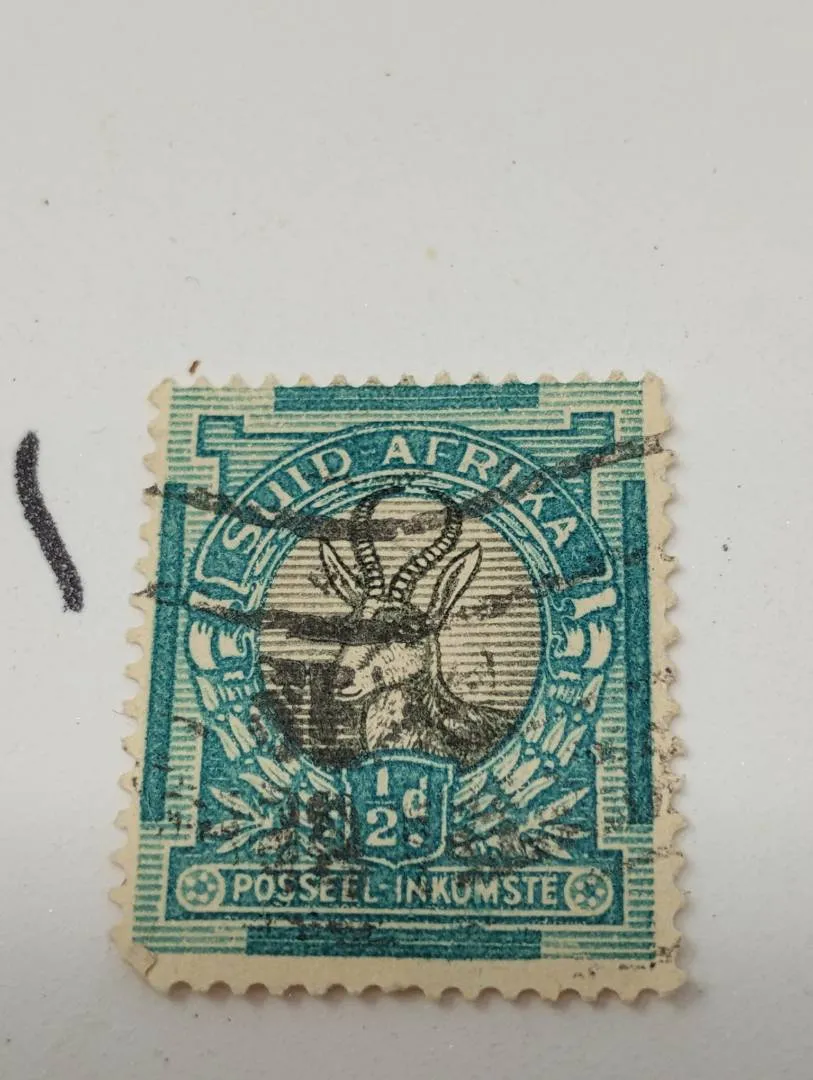 SUID AFRIKA
½d.
POSSEEL-INKOMSTE